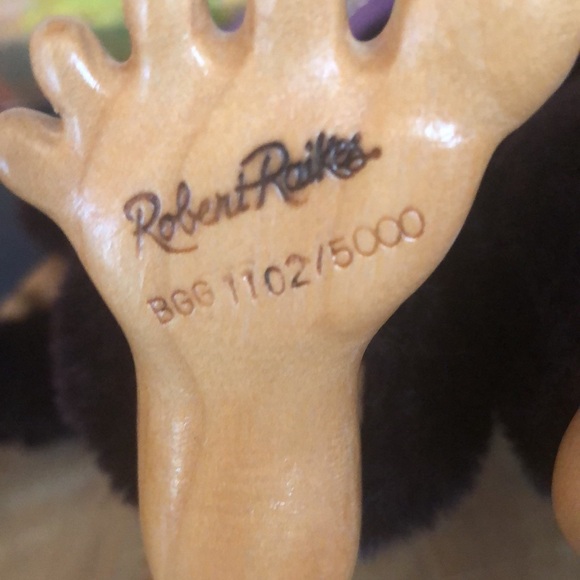 Robert Raikes
BGG 1102/5000